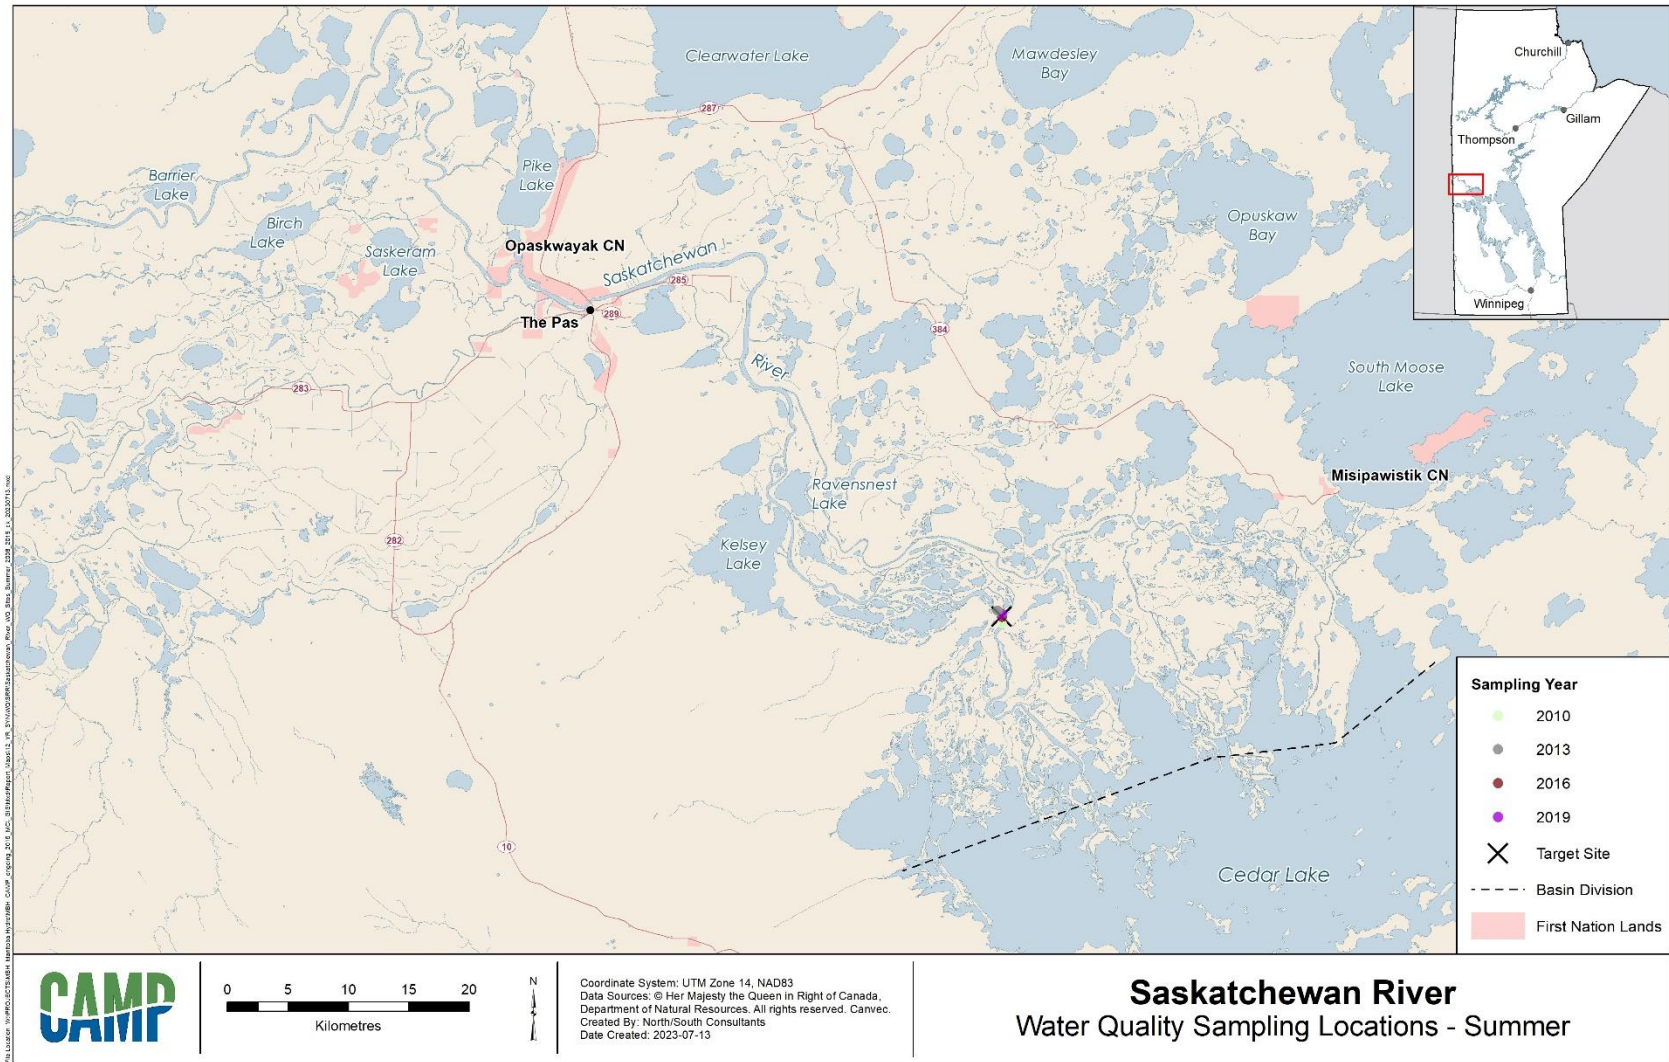 Clearwater Lake
Mawdesley
Bay
287
Pike
Lake
Barrier
Lake
Birch
Lake
Saskeram
Lake
Opaskwayak CN
Saskatchewan
285
Opuskaw
Bay
The Pas
289
384
River
South Moose
Lake
283
Misipawistik CN
Ravensnest
Lake
Kelsey
Lake
282
10
Cedar Lake
Churchill
Gillam
Thompson
Winnipeg
Sampling Year
2010
2013
2016
2019
Target Site
Basin Division
First Nation Lands
CAMP
0 5 10 15 20
Kilometres
N
Coordinate System: UTM Zone 14, NAD83
Data Sources: © Her Majesty the Queen in Right of Canada,
Department of Natural Resources. All rights reserved. Canvec.
Created By: North/South Consultants
Date Created: 2023-07-13
Saskatchewan River
Water Quality Sampling Locations - Summer